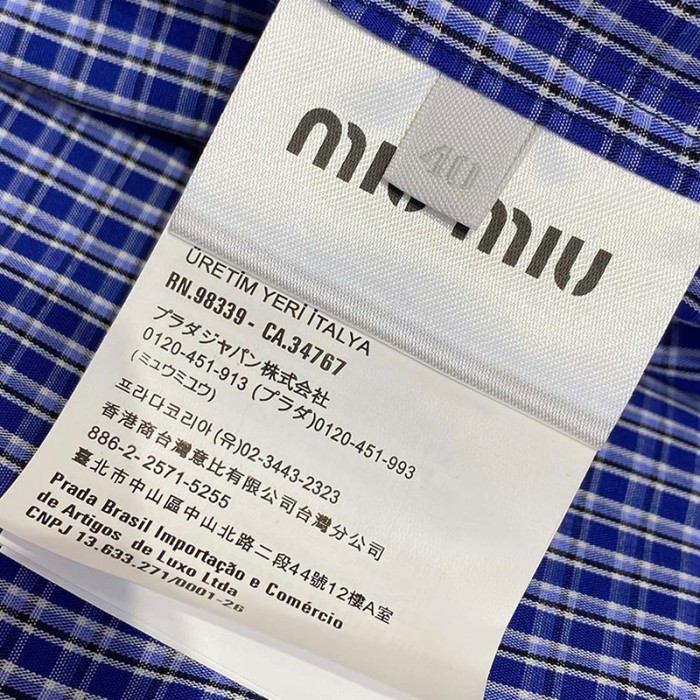 40
miu miu
ÜRETİM YERİ İTALYA
RN.98339 - CA.34767
プラダジャパン株式会社
0120-451-913 (プラダ)0120-451-993
(ミュウミュウ)
프라다코리아 (유)02-3443-2323
香港商台灣意比有限公司台灣分公司
886-2. 2571-5255
臺北市中山區中山北路二段44號12樓A室
Prada Brasil Importação e Comércio
de Artigos de Luxo Ltda
CNPJ 13.633.271/0001-26